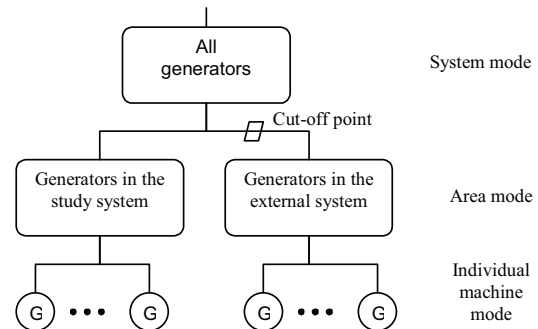 All
generators
System mode
Cut-off point
Generators in the
study system
Generators in the
external system
Area mode
G ••• G
G ••• G
Individual
machine
mode